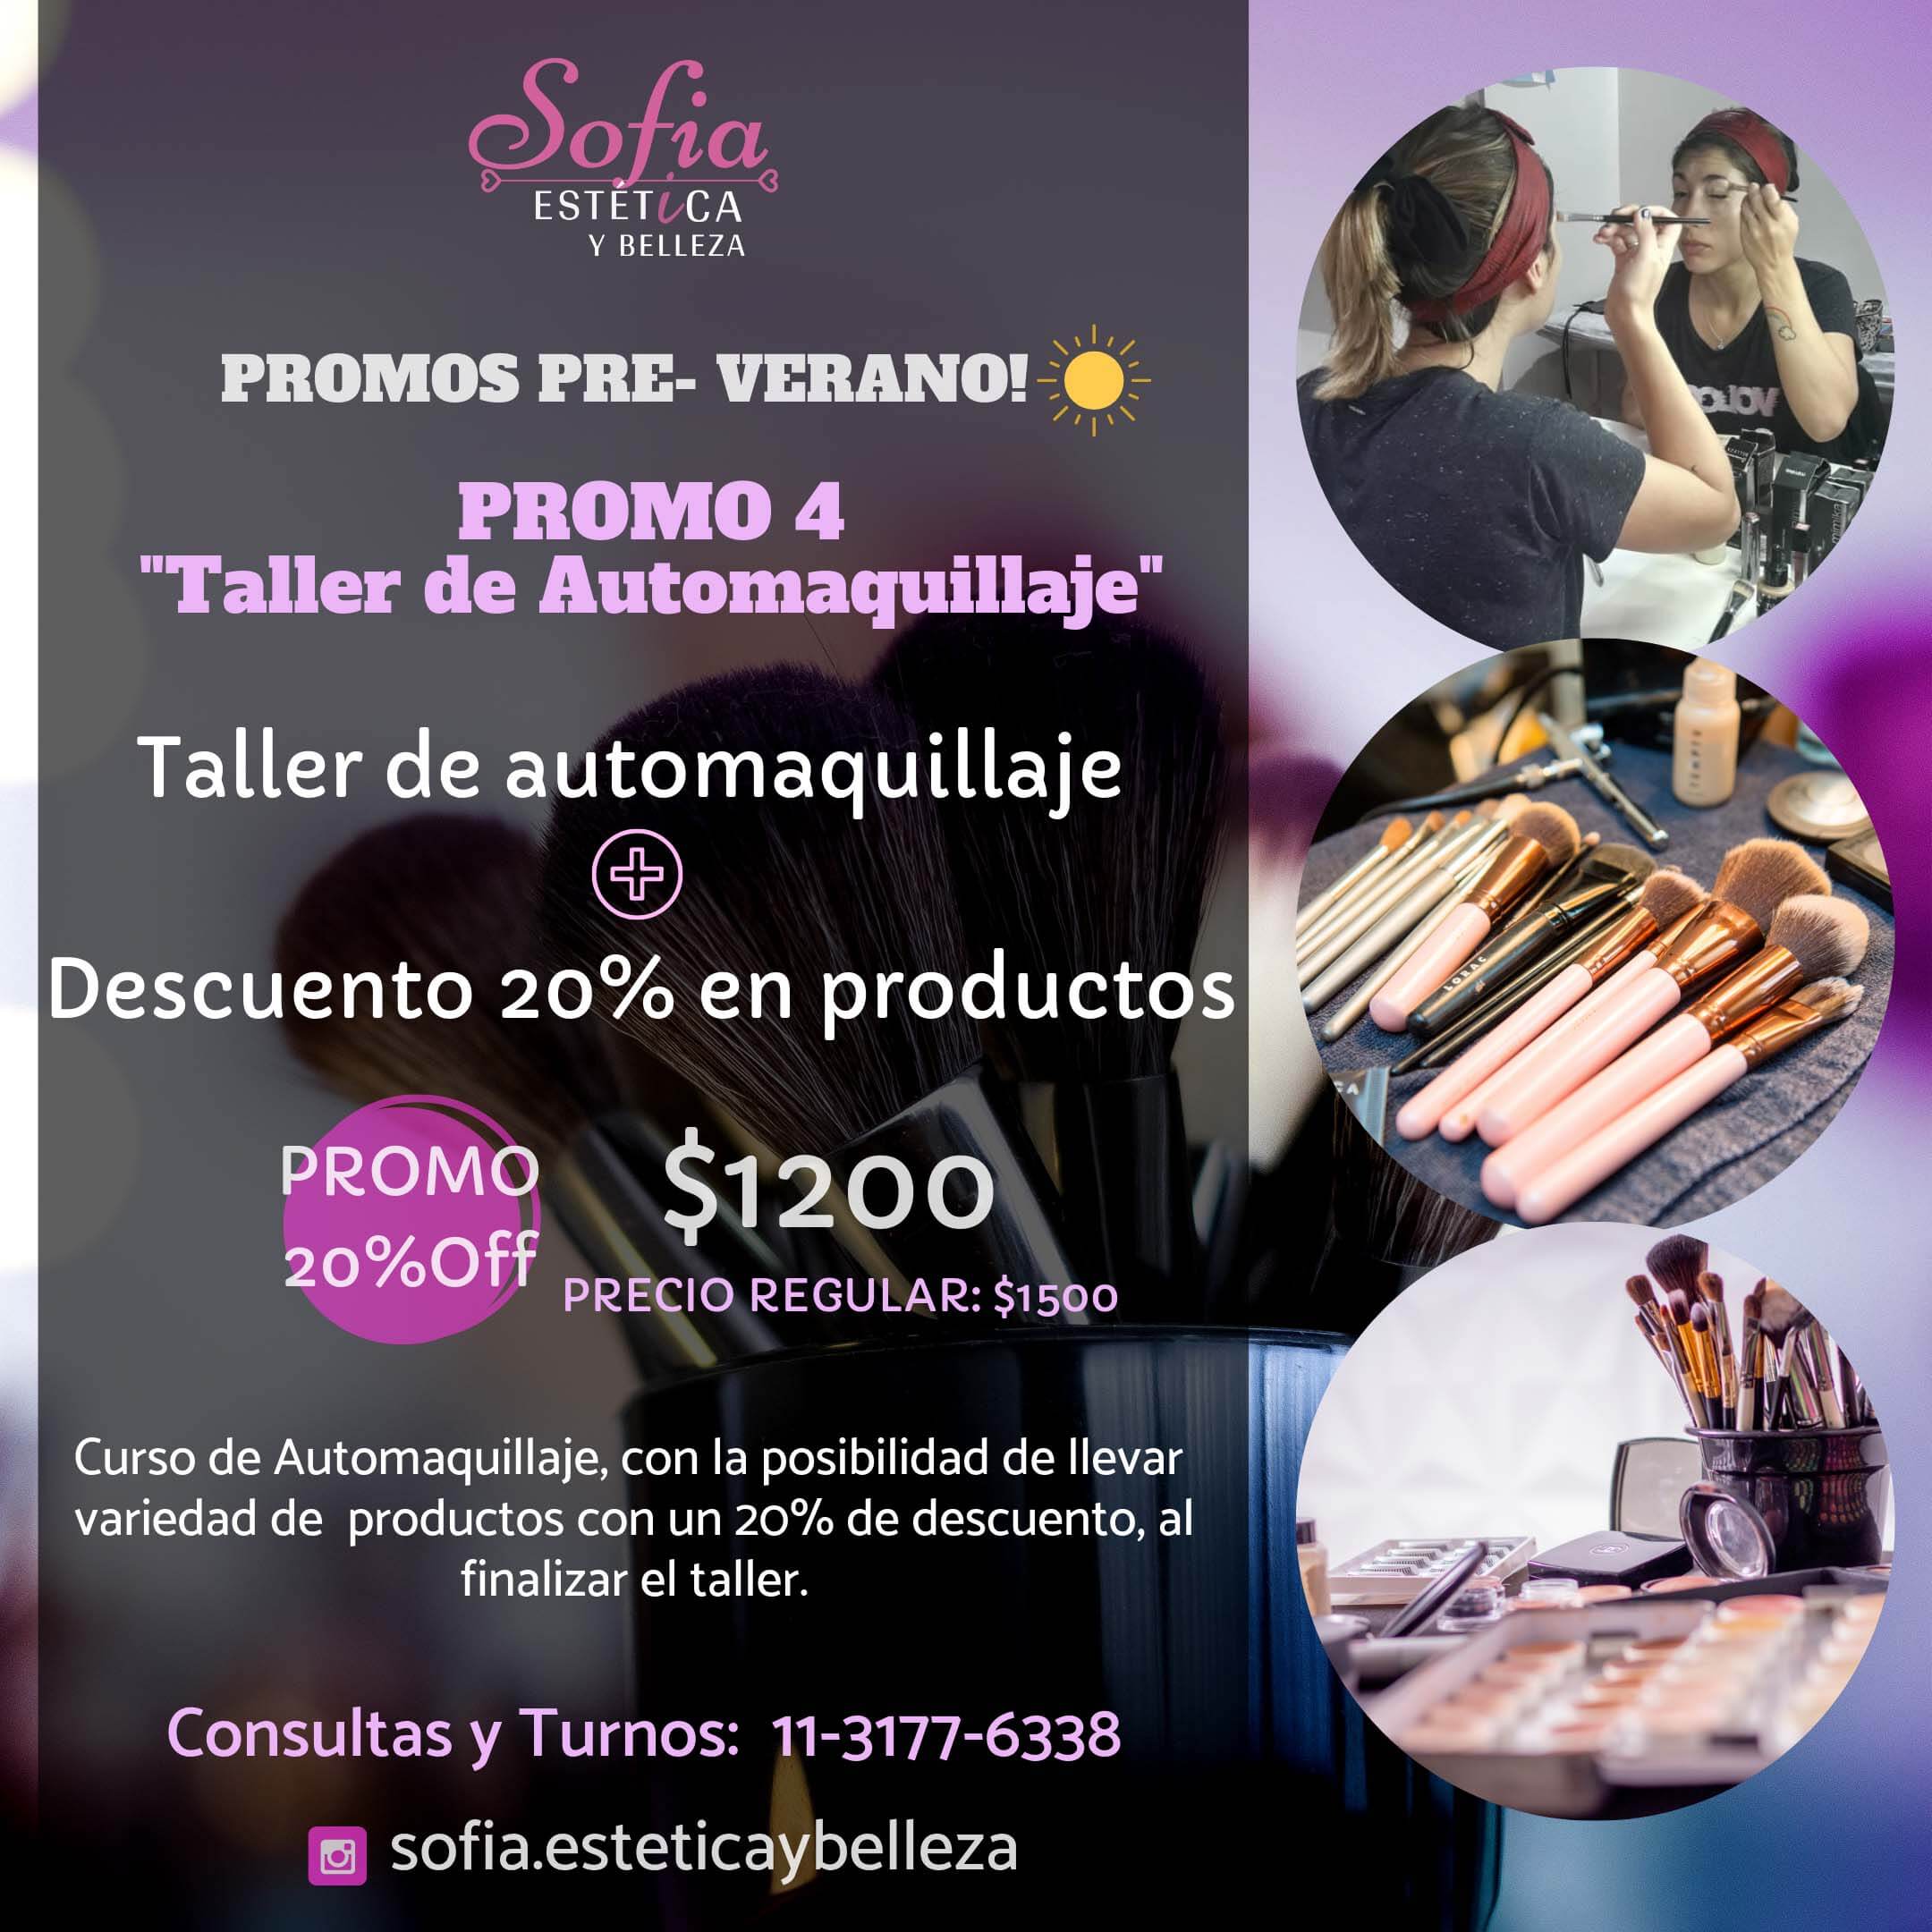 Sofia
ESTÉTiCA
Y BELLEZA
PROMOS PRE- VERANO!
PROMO 4
"Taller de Automaquillaje"
Taller de automaquillaje
Descuento 20% en productos
PROMO
20%Off
$1200
PRECIO REGULAR: $1500
Curso de Automaquillaje, con la posibilidad de llevar
variedad de  productos con un 20% de descuento, al
finalizar el taller.
Consultas y Turnos:  11-3177-6338
sofia.esteticaybelleza
LORAC